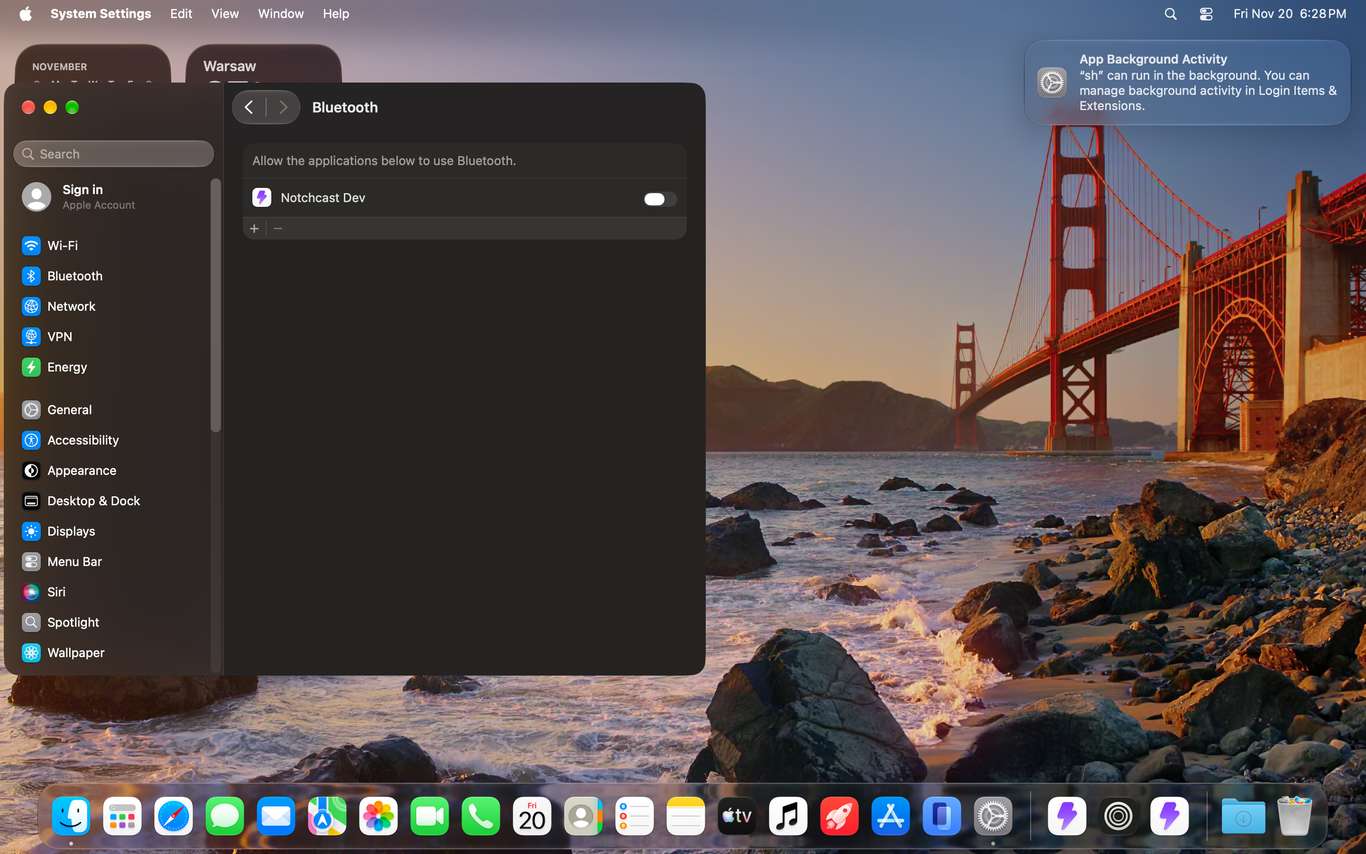 System Settings Edit View Window Help
Fri Nov 20 6:28 PM
NOVEMBER
Warsaw
App Background Activity
“sh” can run in the background. You can
manage background activity in Login Items &
Extensions.
Bluetooth
Search
Sign in
Apple Account
Wi-Fi
Bluetooth
Network
VPN
Energy
General
Accessibility
Appearance
Desktop & Dock
Displays
Menu Bar
Siri
Spotlight
Wallpaper
Allow the applications below to use Bluetooth.
Notchcast Dev
Fri
20
tv